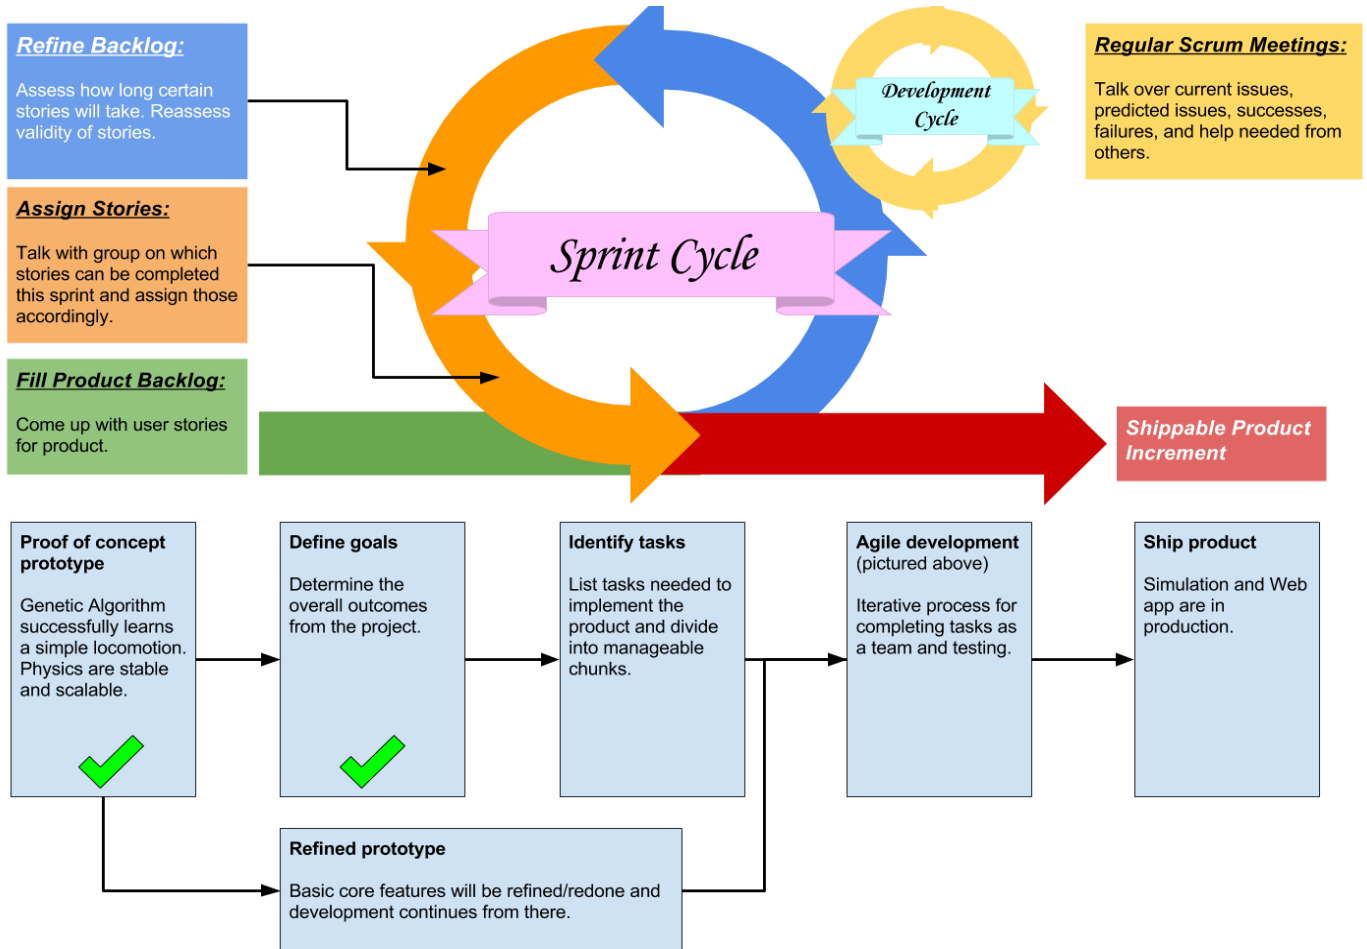 Refine Backlog:
Assess how long certain
stories will take. Reassess
validity of stories.
Assign Stories:
Talk with group on which
stories can be completed
this sprint and assign those
accordingly.
Fill Product Backlog:
Come up with user stories
for product.
Sprint Cycle
Development
Cycle
Regular Scrum Meetings:
Talk over current issues,
predicted issues, successes,
failures, and help needed from
others.
Shippable Product
Increment
Proof of concept
prototype
Genetic Algorithm
successfully learns
a simple locomotion.
Physics are stable
and scalable.
Define goals
Determine the
overall outcomes
from the project.
Identify tasks
List tasks needed to
implement the
product and divide
into manageable
chunks.
Agile development
(pictured above)
Iterative process for
completing tasks as
a team and testing.
Ship product
Simulation and Web
app are in
production.
Refined prototype
Basic core features will be refined/redone and
development continues from there.